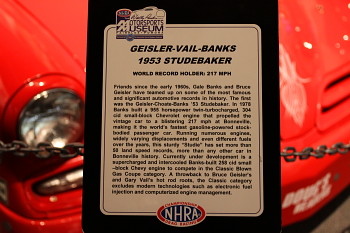 MOTORSPORTS
MUSEUM
GEISLER-VAIL-BANKS
1953 STUDEBAKER
WORLD RECORD HOLDER: 217 MPH
Friends since the early 1960s, Gale Banks and Bruce
Geisler have teamed up on some of the most famous
and significant automotive records in history. The first
was the Geisler-Choate-Banks '53 Studebaker. In 1978
Banks built a 955 horsepower twin-turbocharged, 304
cid small-block Chevrolet engine that propelled the
vintage car to a blistering 217 mph at Bonneville,
making it the world's fastest gasoline-powered stock-
bodied passenger car. Running numerous engines,
widely varying displacements and even different fuels
over the years, this sturdy "Studie" has set more than
50 land speed records, more than any other car in
Bonneville history. Currently under development is a
supercharged and intercooled Banks-built 258 cid small
-block Chevy engine to compete in the Classic Blown
Gas Coupe category. A throwback to Bruce Geisler's
and Gary Vail's hot rod roots, the Classic category
excludes modern technologies such as electronic fuel
injection and computerized engine management.
CHAMPIONSHIP
NHRA
DRAG RACING